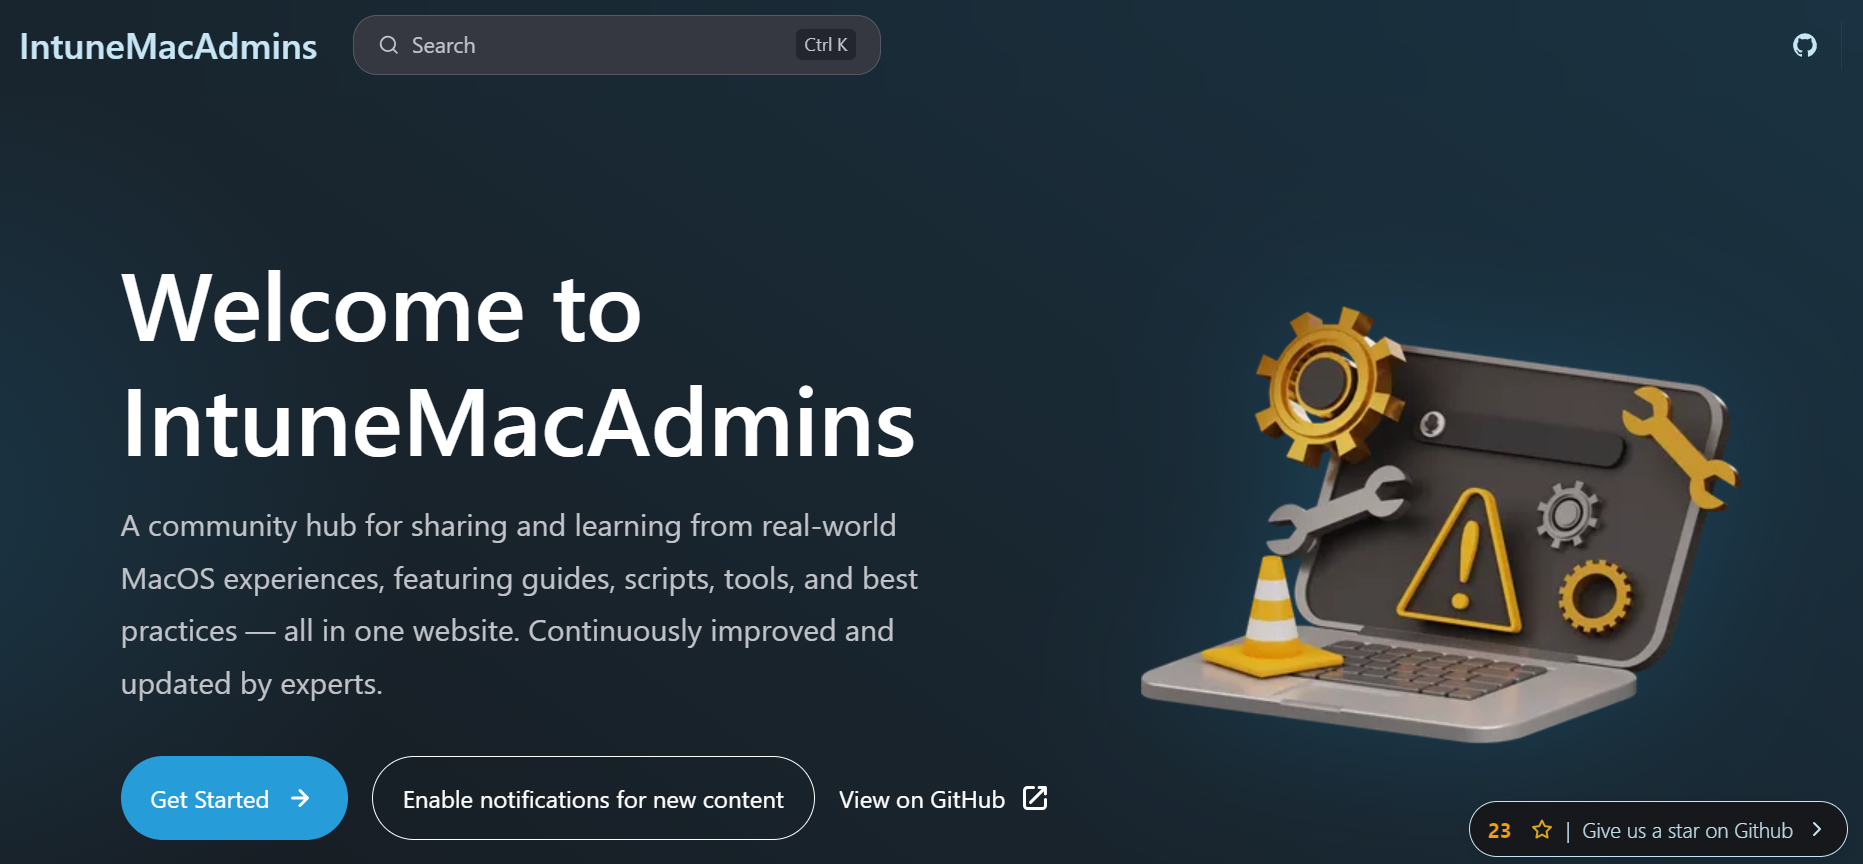 IntuneMacAdmins
Search
Ctrl K
Welcome to
IntuneMacAdmins
A community hub for sharing and learning from real-world
MacOS experiences, featuring guides, scripts, tools, and best
practices — all in one website. Continuously improved and
updated by experts.
Get Started
Enable notifications for new content
View on GitHub
23 | Give us a star on Github